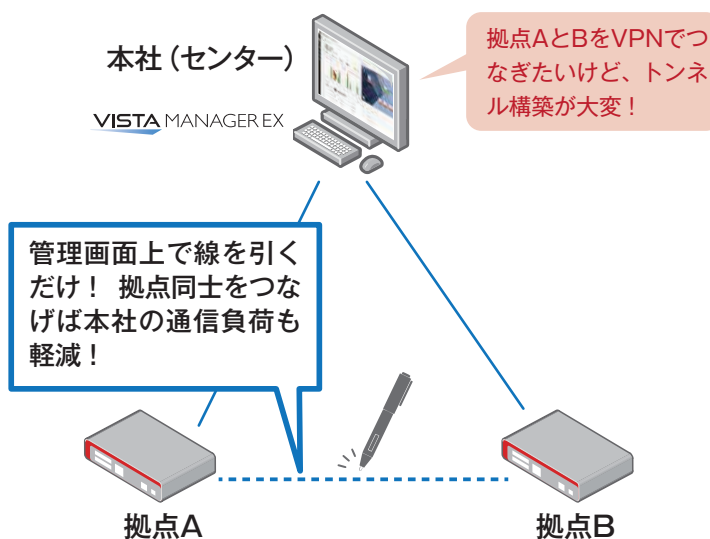 本社（センター）
VISTA MANAGER EX
拠点AとBをVPNでつ
なぎたいけど、トンネ
ル構築が大変！
管理画面上で線を引く
だけ！ 拠点同士をつな
げば本社の通信負荷も
軽減！
拠点A
拠点B